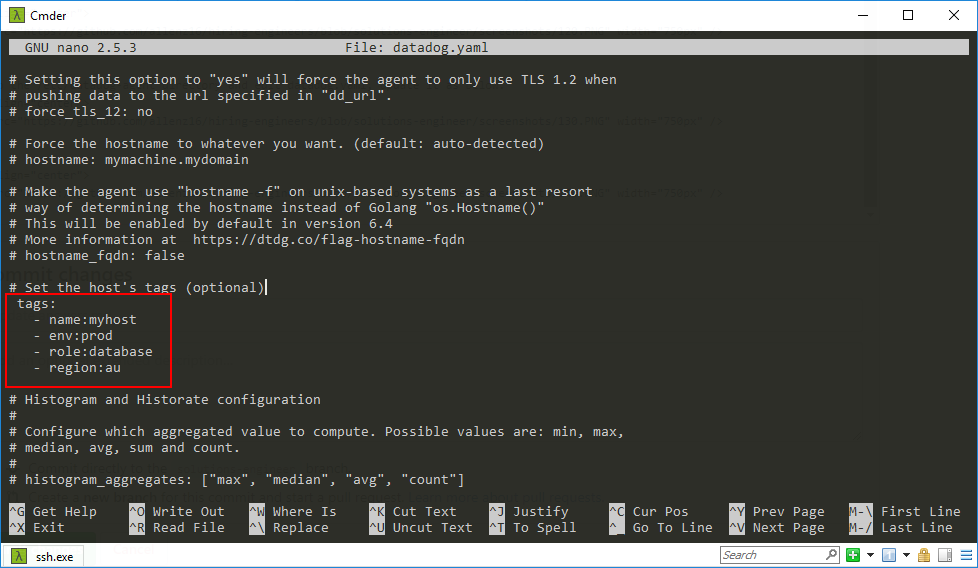 Cmder
GNU nano 2.5.3 File: datadog.yaml
# Setting this option to "yes" will force the agent to only use TLS 1.2 when
# pushing data to the url specified in "dd_url".
# force_tls_12: no
# Force the hostname to whatever you want. (default: auto-detected)
# hostname: mymachine.mydomain
# Make the agent use "hostname -f" on unix-based systems as a last resort
# way of determining the hostname instead of Golang "os.Hostname()"
# This will be enabled by default in version 6.4
# More information at  https://dtdg.co/flag-hostname-fqdn
# hostname_fqdn: false
# Set the host's tags (optional)
tags:
- name:myhost
- env:prod
- role:database
- region:au
# Histogram and Historate configuration
#
# Configure which aggregated value to compute. Possible values are: min, max,
# median, avg, sum and count.
#
# histogram_aggregates: ["max", "median", "avg", "count"]
^G Get Help ^O Write Out ^W Where Is ^K Cut Text ^J Justify ^C Cur Pos ^Y Prev Page M-\ First Line
^X Exit ^R Read File ^\ Replace ^U Uncut Text ^T To Spell ^_ Go To Line ^V Next Page M-/ Last Line
ssh.exe Search